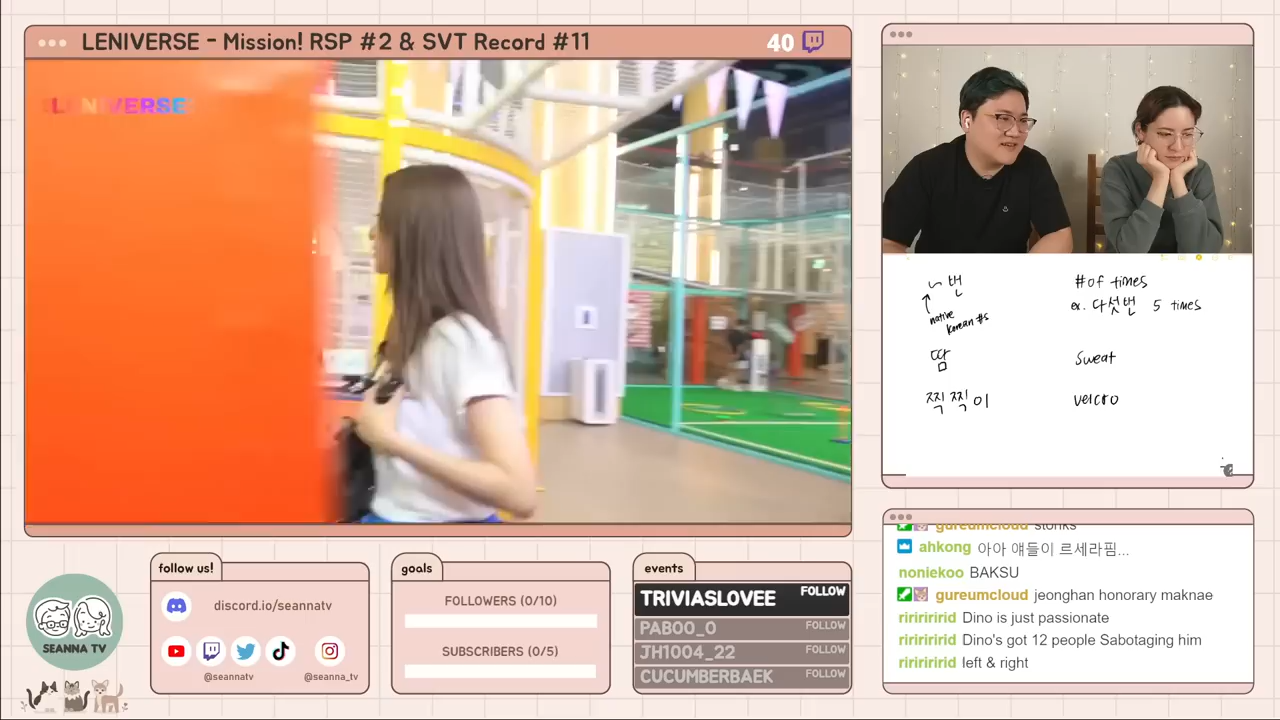 LENIVERSE - Mission! RSP #2 & SVT Record #11
40
LENIVERSE
~번
native
korean #s
# of times
ex. 다섯번 5 times
땀
sweat
찍찍이
velcro
follow us!
discord.io/seannatv
@seannatv
@seanna_tv
SEANNA TV
goals
FOLLOWERS (0/10)
SUBSCRIBERS (0/5)
events
TRIVIASLOVEE FOLLOW
PABOO_0 FOLLOW
JH1004_22 FOLLOW
CUCUMBERBAEK FOLLOW
gureumcloud stonks
ahkong 아아 얘들이 르세라핌...
noniekoo BAKSU
gureumcloud jeonghan honorary maknae
riririririd Dino is just passionate
riririririd Dino's got 12 people Sabotaging him
riririririd left & right